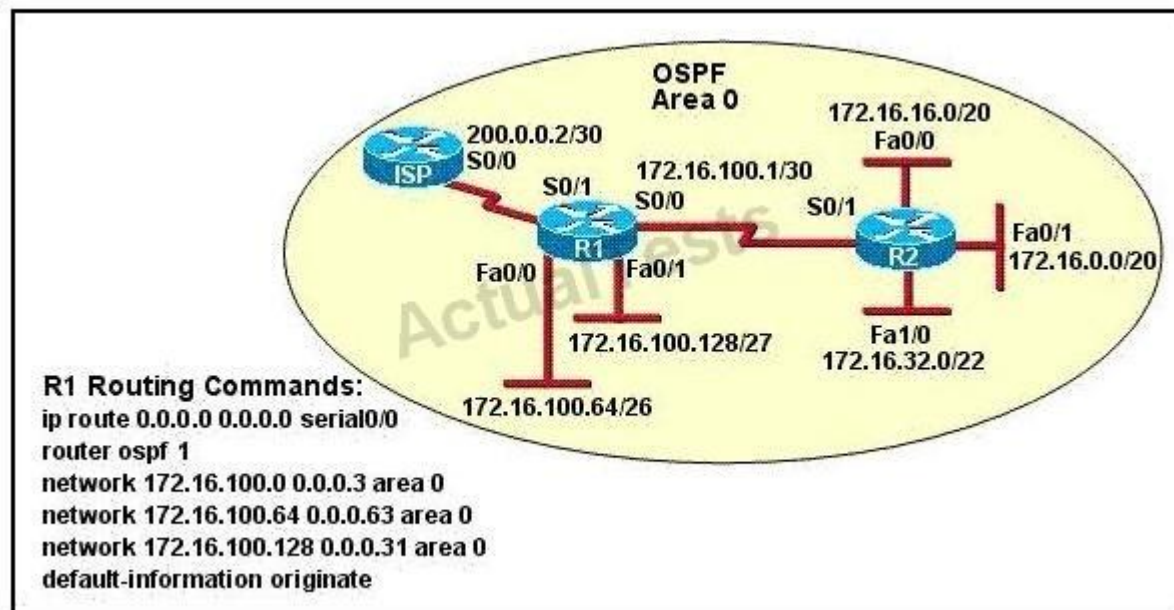 OSPF
Area 0
172.16.16.0/20
Fa0/0
200.0.0.2/30
S0/0
ISP
172.16.100.1/30
S0/1
S0/0
S0/1
R1
R2
Fa0/1
172.16.0.0/20
Fa0/0
Fa0/1
Actual Tests
172.16.100.128/27
Fa1/0
172.16.32.0/22
172.16.100.64/26
R1 Routing Commands:
ip route 0.0.0.0 0.0.0.0 serial0/0
router ospf 1
network 172.16.100.0 0.0.0.3 area 0
network 172.16.100.64 0.0.0.63 area 0
network 172.16.100.128 0.0.0.31 area 0
default-information originate